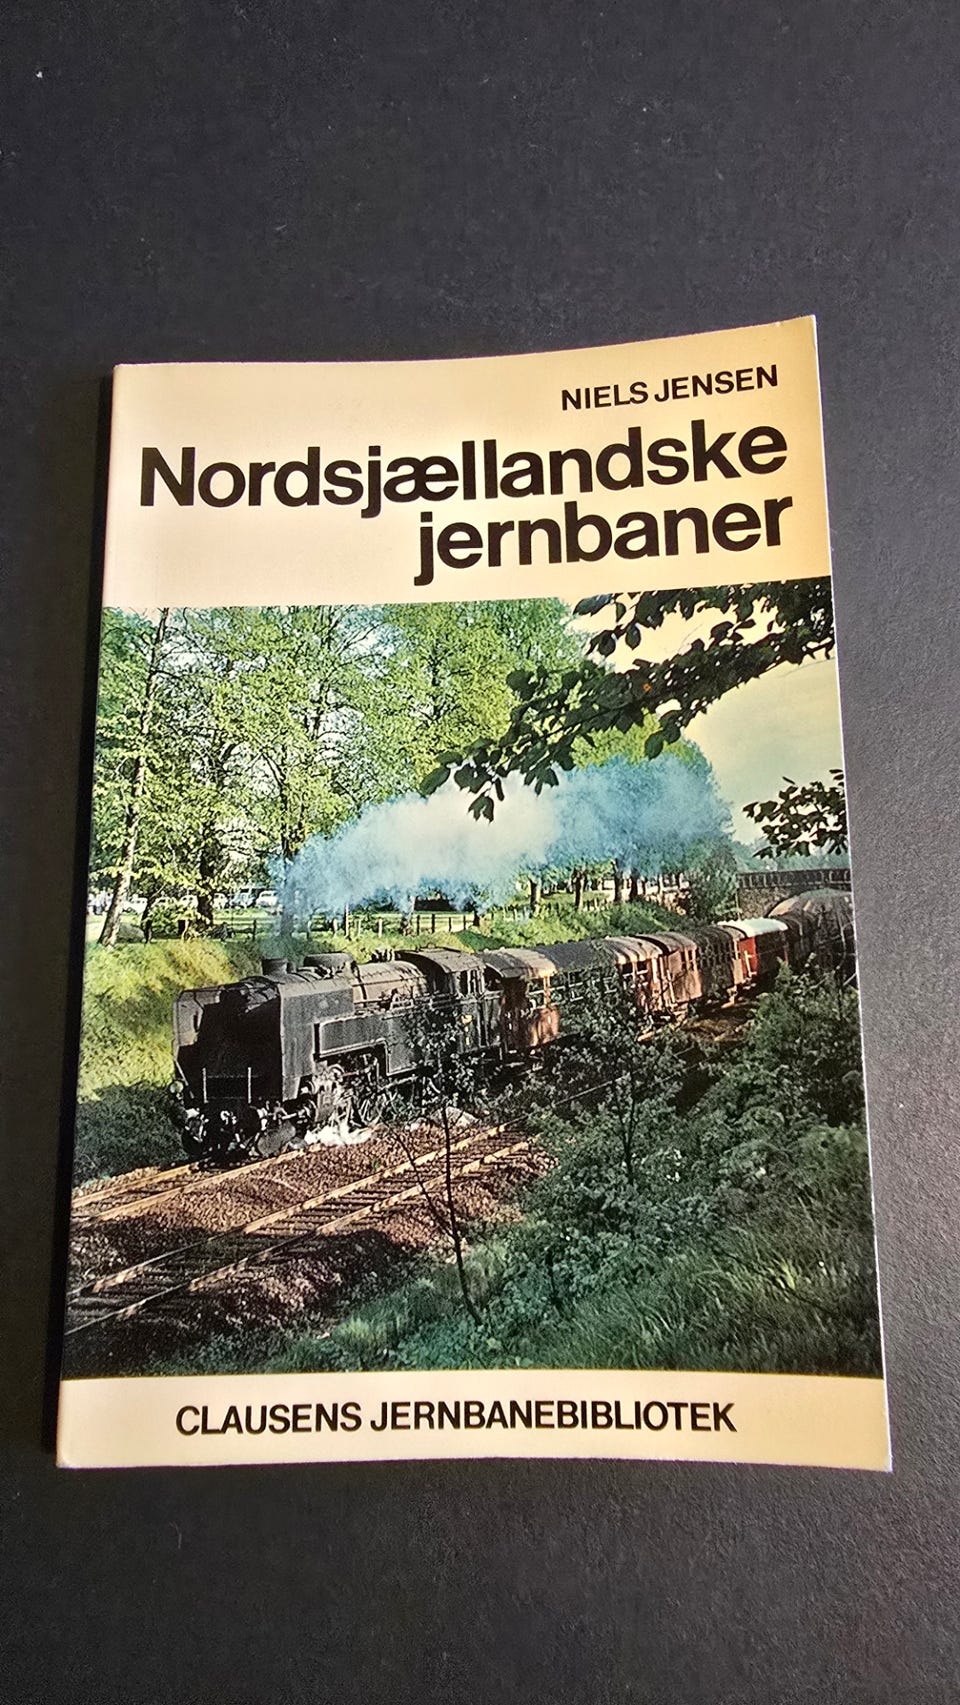 NIELS JENSEN
Nordsjællandske
jernbaner
CLAUSENS JERNBANEBIBLIOTEK